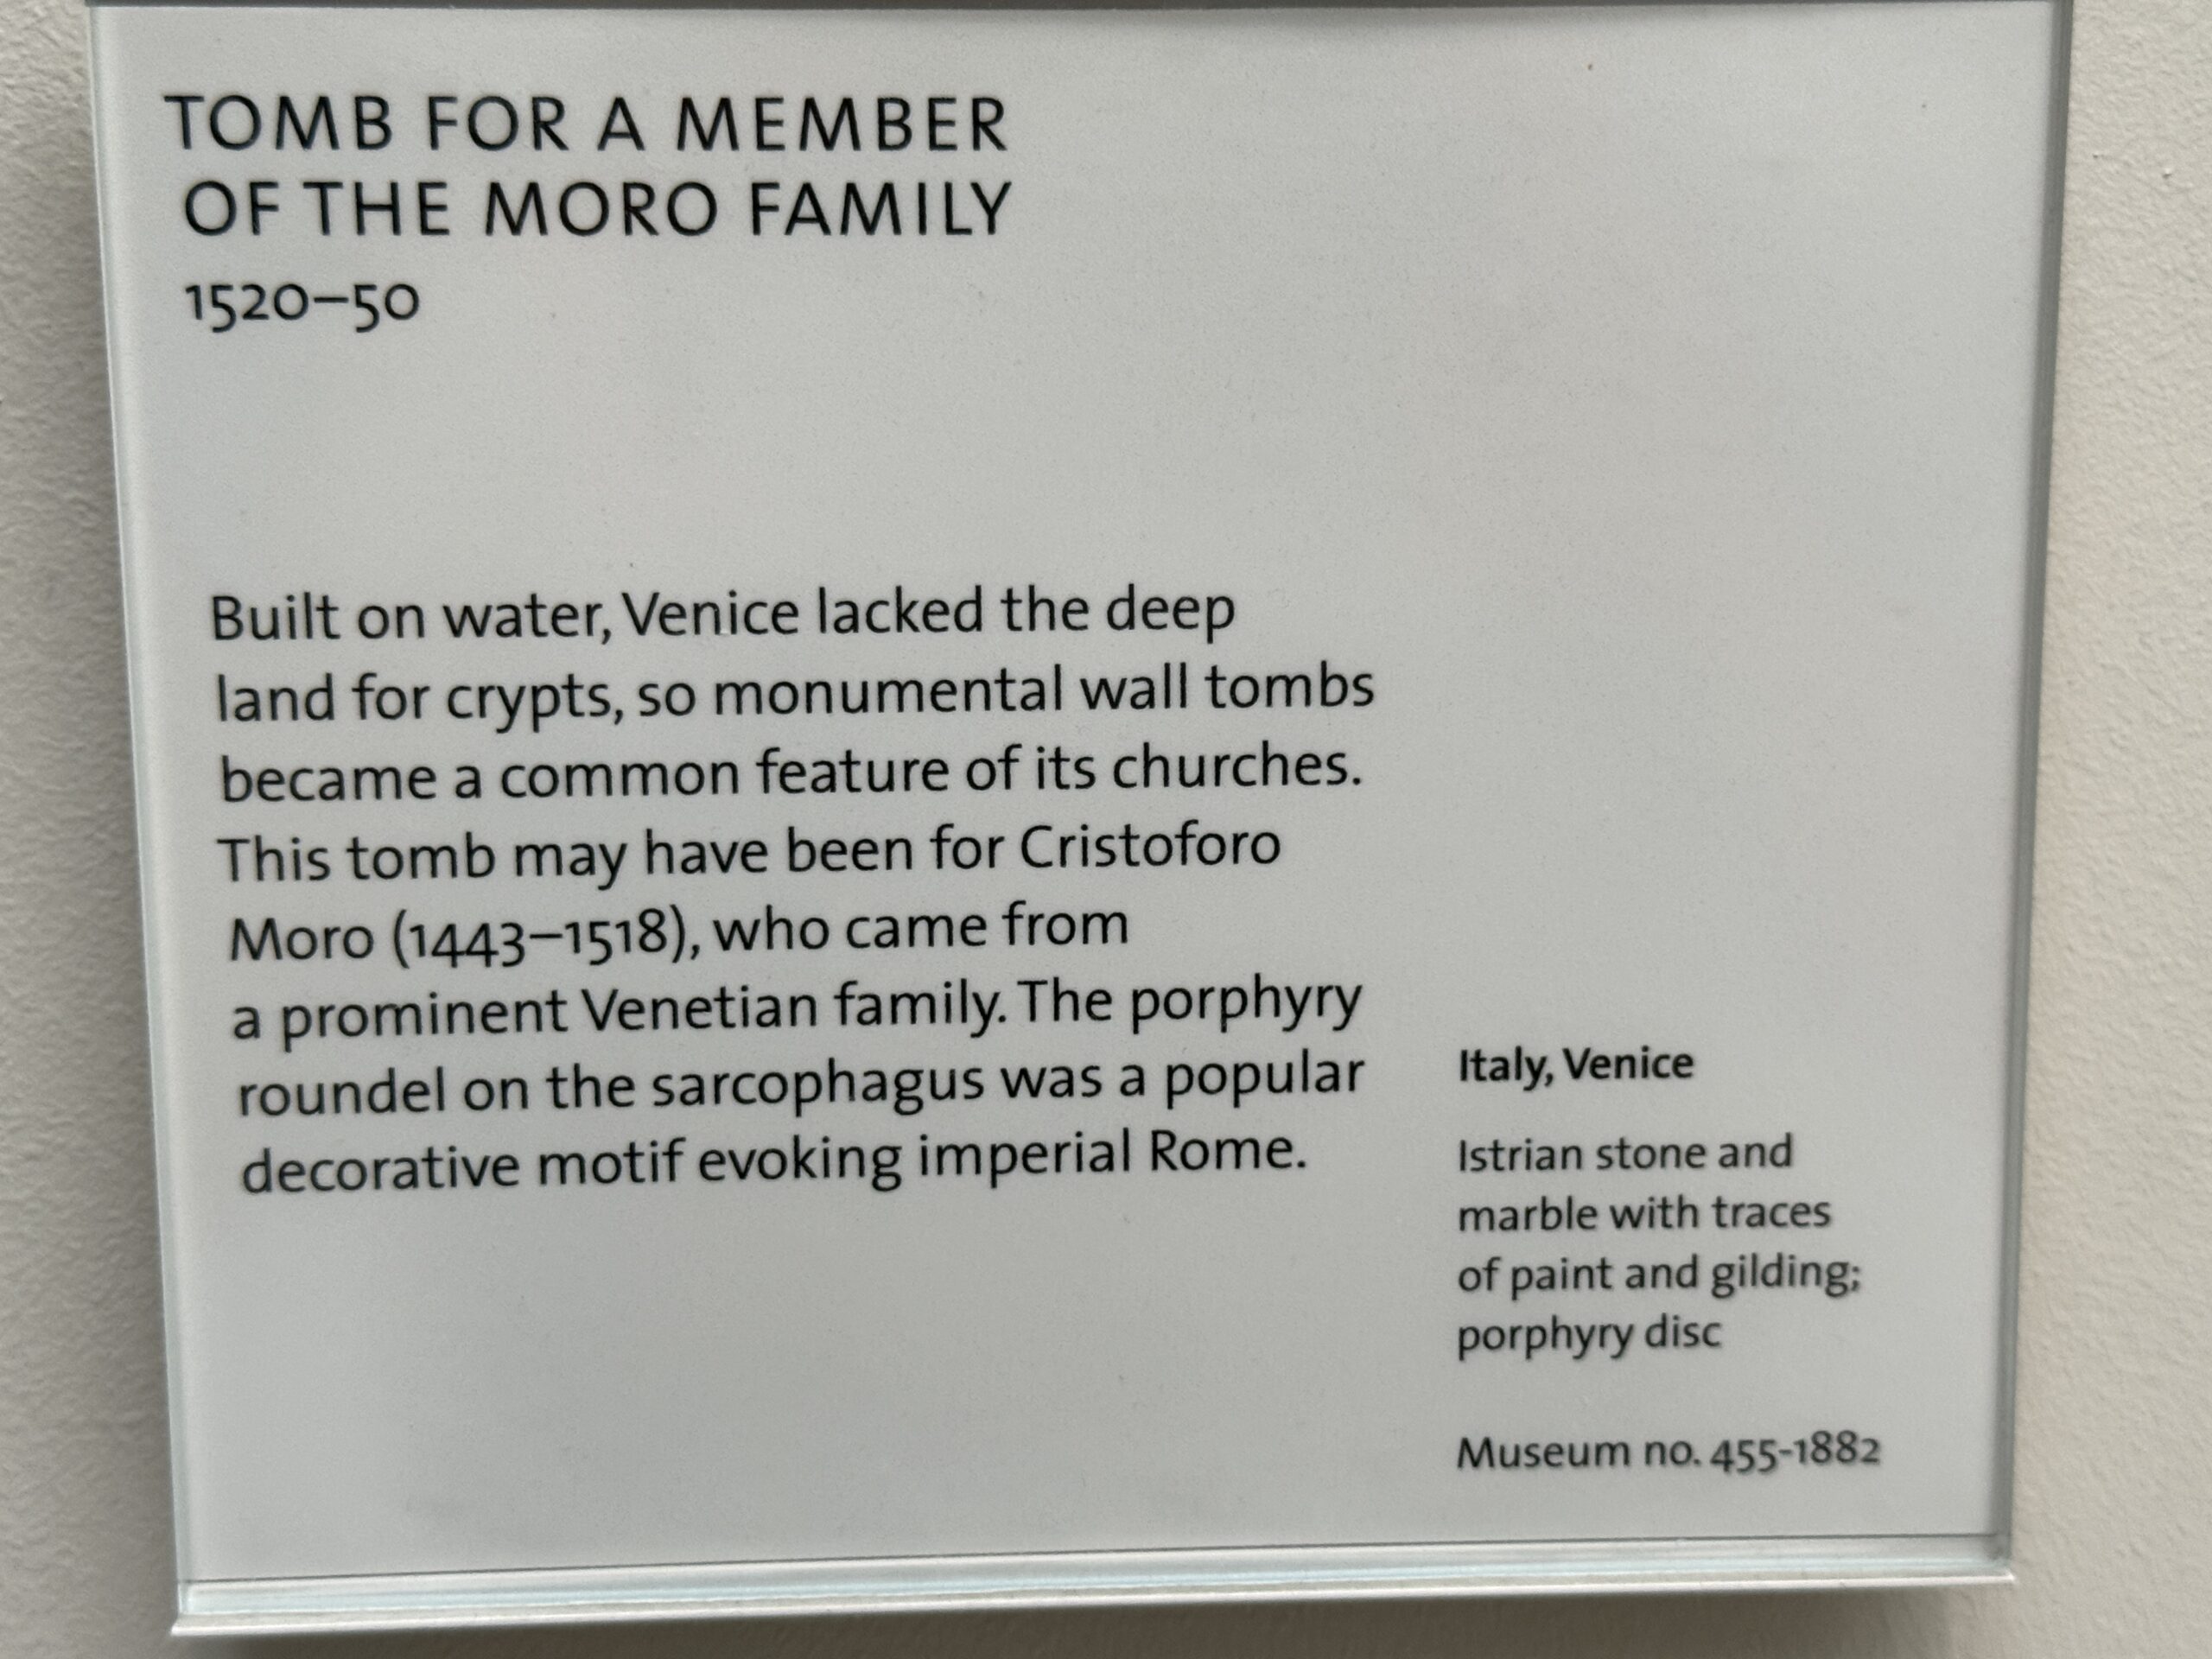 TOMB FOR A MEMBER
OF THE MORO FAMILY
1520–50
Built on water, Venice lacked the deep
land for crypts, so monumental wall tombs
became a common feature of its churches.
This tomb may have been for Cristoforo
Moro (1443–1518), who came from
a prominent Venetian family. The porphyry
roundel on the sarcophagus was a popular
decorative motif evoking imperial Rome.
Italy, Venice
Istrian stone and
marble with traces
of paint and gilding;
porphyry disc
Museum no. 455-1882